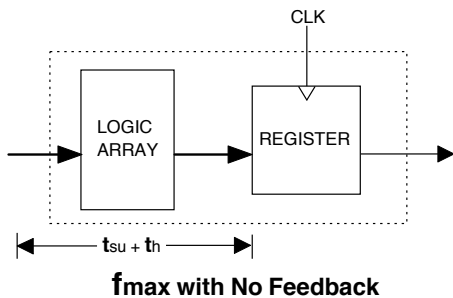 CLK
LOGIC
ARRAY
REGISTER
tsu + th
fmax with No Feedback